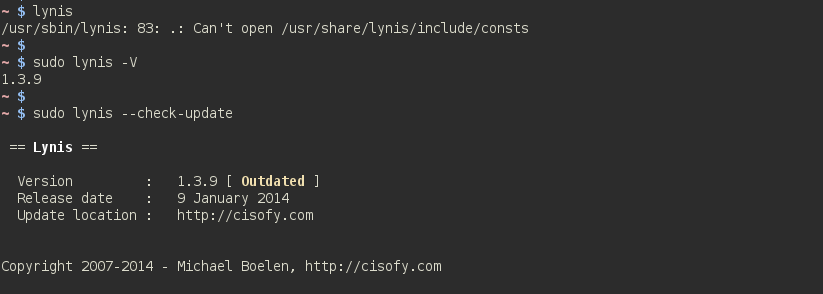 ~ $ lynis
/usr/sbin/lynis: 83: .: Can't open /usr/share/lynis/include/consts
~ $
~ $ sudo lynis -V
1.3.9
~ $
~ $ sudo lynis --check-update
== Lynis ==
Version : 1.3.9 [ Outdated ]
Release date : 9 January 2014
Update location : http://cisofy.com
Copyright 2007-2014 - Michael Boelen, http://cisofy.com